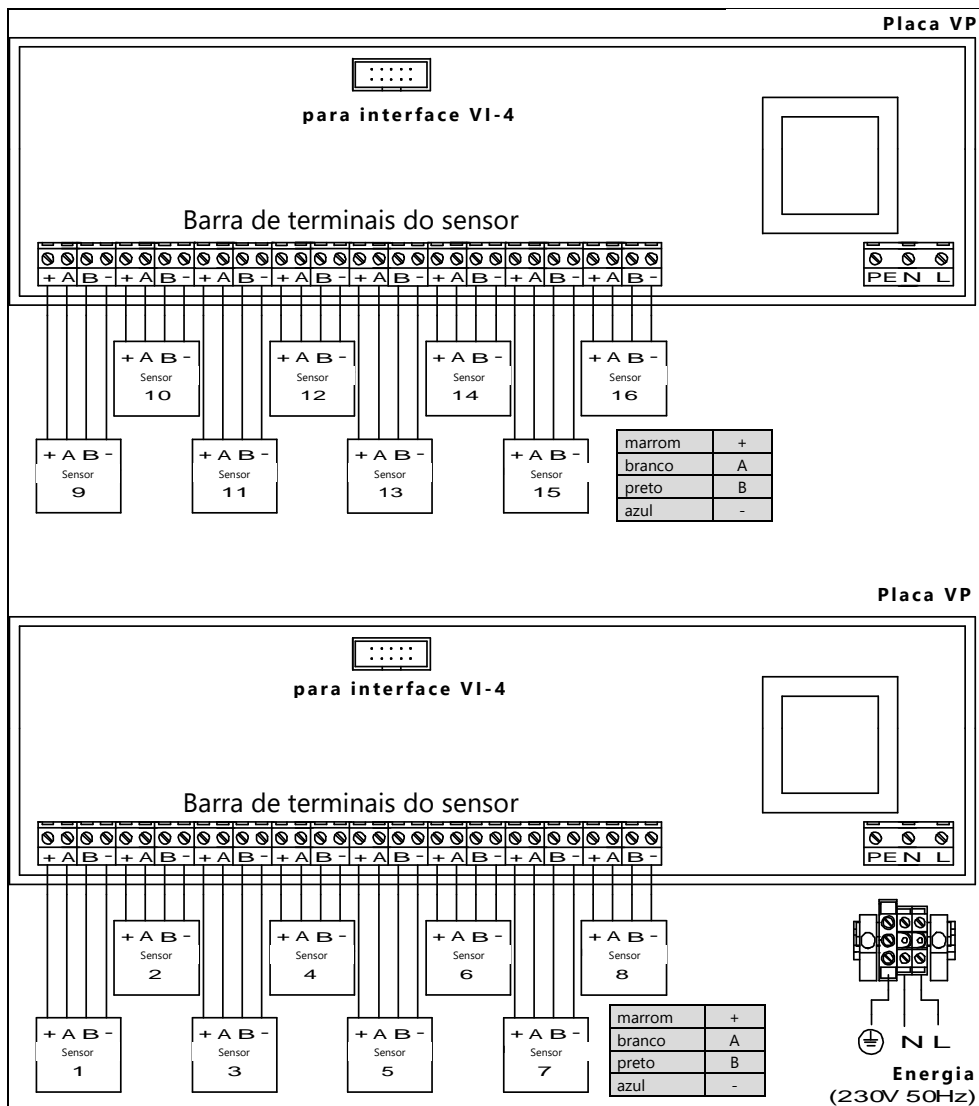 Placa VP
para interface VI-4
Barra de terminais do sensor
+ A B - + A B - + A B - + A B - + A B - + A B - + A B - + A B -
PE N L
+ A B -
Sensor
10
+ A B -
Sensor
12
+ A B -
Sensor
14
+ A B -
Sensor
16
+ A B -
Sensor
9
+ A B -
Sensor
11
+ A B -
Sensor
13
+ A B -
Sensor
15
marrom +
branco A
preto B
azul -
Placa VP
para interface VI-4
Barra de terminais do sensor
+ A B - + A B - + A B - + A B - + A B - + A B - + A B - + A B -
PE N L
+ A B -
Sensor
2
+ A B -
Sensor
4
+ A B -
Sensor
6
+ A B -
Sensor
8
+ A B -
Sensor
1
+ A B -
Sensor
3
+ A B -
Sensor
5
+ A B -
Sensor
7
marrom +
branco A
preto B
azul -
N L
Energia
(230V 50Hz)